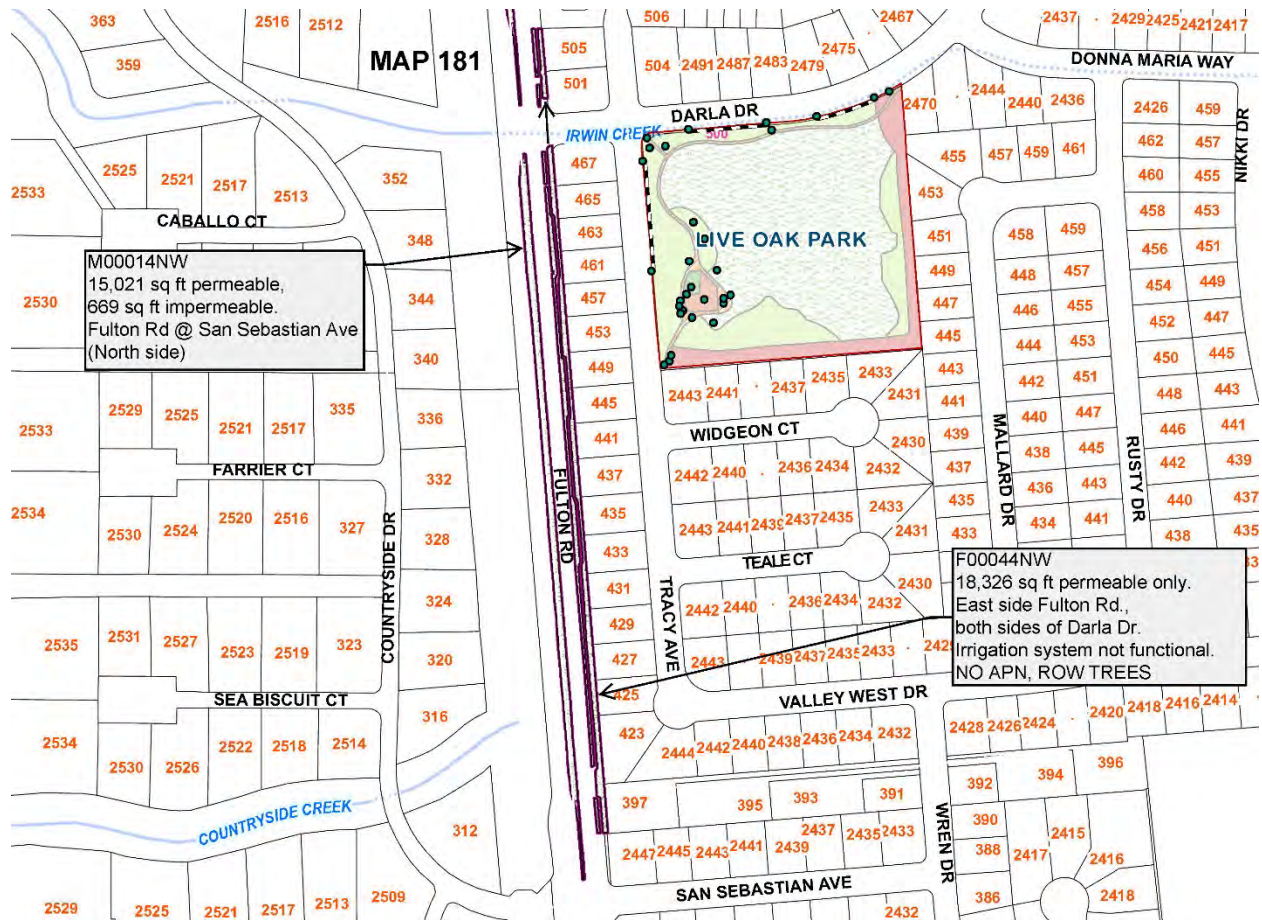 363
2516 2512
359
MAP 181
506
505
501
504 2491 2487 2483 2479
2475
2467
2437 2429 2425 2421 2417
DONNA MARIA WAY
DARLA DR
IRWIN CREEK
500
2470
2444
2440 2436
2426 459
NIKKI DR
462 457
460 455
458 453
456 451
454 449
452 447
450 445
448 443
446 441
442 439
440 437
438 435
455 457 459 461
453
451
449
447
445
443
441
439
437
435
433
458 459
448 457
446 455
444 453
442 451
440 447
438 445
436 443
434 441
MALLARD DR
RUSTY DR
2533
2525 2521 2517 2513
352
CABALLO CT
348
344
340
336
332
328
324
320
316
312
M00014NW
15,021 sq ft permeable,
669 sq ft impermeable.
Fulton Rd @ San Sebastian Ave
(North side)
2530
LIVE OAK PARK
467
465
463
461
457
453
449
445
441
437
435
433
431
429
427
425
423
397
2533
2529 2525 2521 2517 335
FARRIER CT
2534
2530 2524 2520 2516 327
COUNTRYSIDE DR
FULTON RD
TRACY AVE
2443 2441 2437 2435 2433
2431
WIDGEON CT
2430
2442 2440 2436 2434 2432
2443 2441 2439 2437 2435 2433
2431
TEALE CT
2430
2442 2440 2436 2434 2432
2443 2439 2437 2435 2433
F00044NW
18,326 sq ft permeable only.
East side Fulton Rd.,
both sides of Darla Dr.
Irrigation system not functional.
NO APN, ROW TREES
2535
2531 2527 2523 2519 323
SEA BISCUIT CT
2534
2530 2526 2522 2518 2514
VALLEY WEST DR
2444 2442 2440 2438 2436 2434 2432
2428 2426 2424 2420 2418 2416 2414
395 393 391
392 394 396
390
388
386
2417 2415
2416
2418
WREN DR
COUNTRYSIDE CREEK
2447 2445 2443 2441 2439 2437 2435 2433
SAN SEBASTIAN AVE
2432
2529 2525 2521 2517 2513 2509